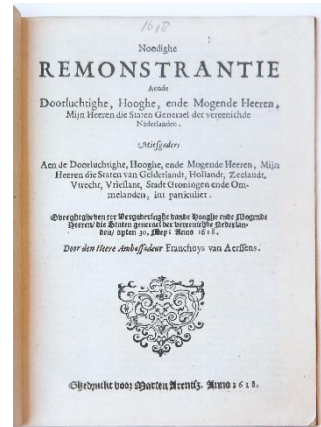 1618
Noodighe
REMONSTRANTIE
Aende
Doorluchtighe, Hooghe, ende Mogende Heeren,
Mijn Heeren die Staten Generael der vereenichde
Nederlanden.
Mitsgaders
Aen de Doorluchtighe, Hooghe, ende Mogende Heeren, Mijn
Heeren die Staten van Gelderlandt, Hollandt, Zeelandt,
Vtrecht, Vrieslant, Stadt Groningen ende Om-
melanden, int particulier.
Overghegheven ter Vergaderinghe vande Hooghe ende Mogende
Heeren/ die Staten generael der vereenichde Nederlan-
den/ opten 30. Mey/ Anno 1618.
Door den Heere Ambassadeur Franchoys van Aerssens.
Ghedruckt voor Marten Arentsz. Anno 1618.